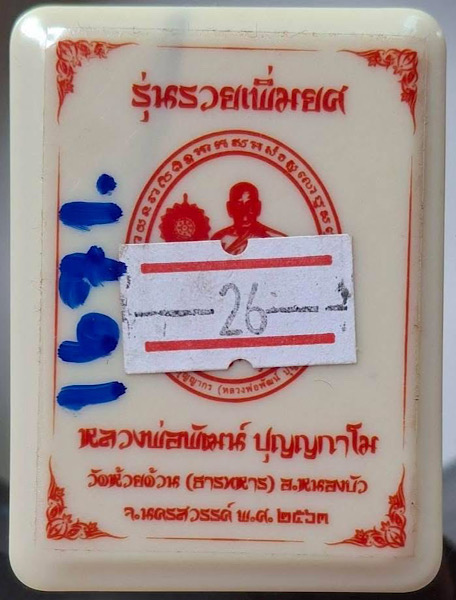 รุ่นรวยเพิ่มยศ
26
หลวงพ่อพัฒน์ ปุญญกาโม
วัดห้วยด้วน (ธารทหาร) อ.หนองบัว
จ.นครสวรรค์ พ.ศ. ๒๕๖๓